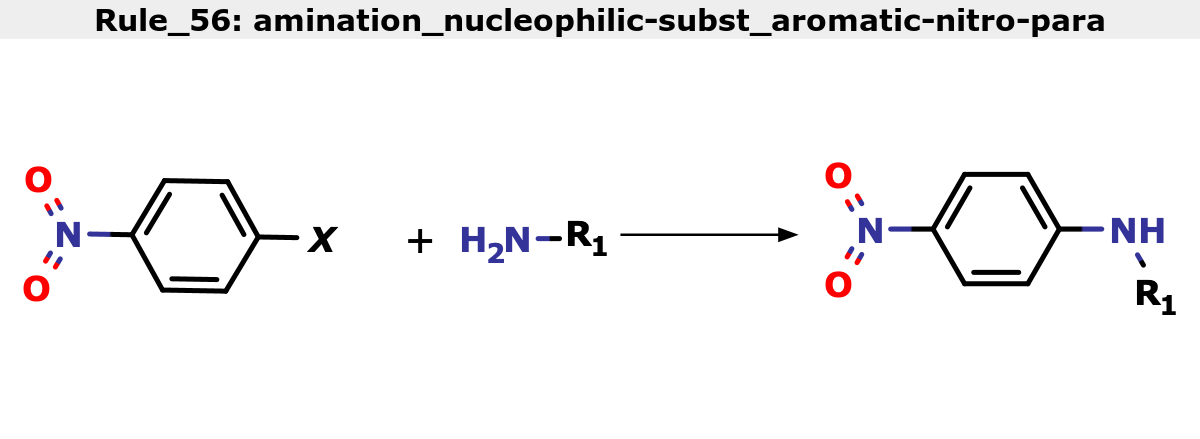 Rule_56: amination_nucleophilic-subst_aromatic-nitro-para
O
N
O
X
+
H2N
R1
O
N
O
NH
R1